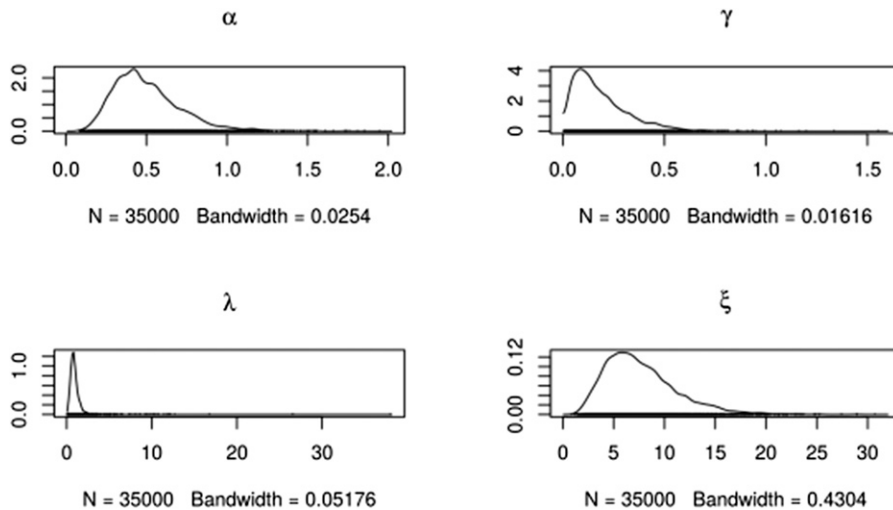 α
γ
0.0 2.0
0 2 4
0.0 0.5 1.0 1.5 2.0
0.0 0.5 1.0 1.5
N = 35000 Bandwidth = 0.0254
N = 35000 Bandwidth = 0.01616
λ
ξ
0.0 1.0
0.00 0.12
0 10 20 30
0 5 10 15 20 25 30
N = 35000 Bandwidth = 0.05176
N = 35000 Bandwidth = 0.4304